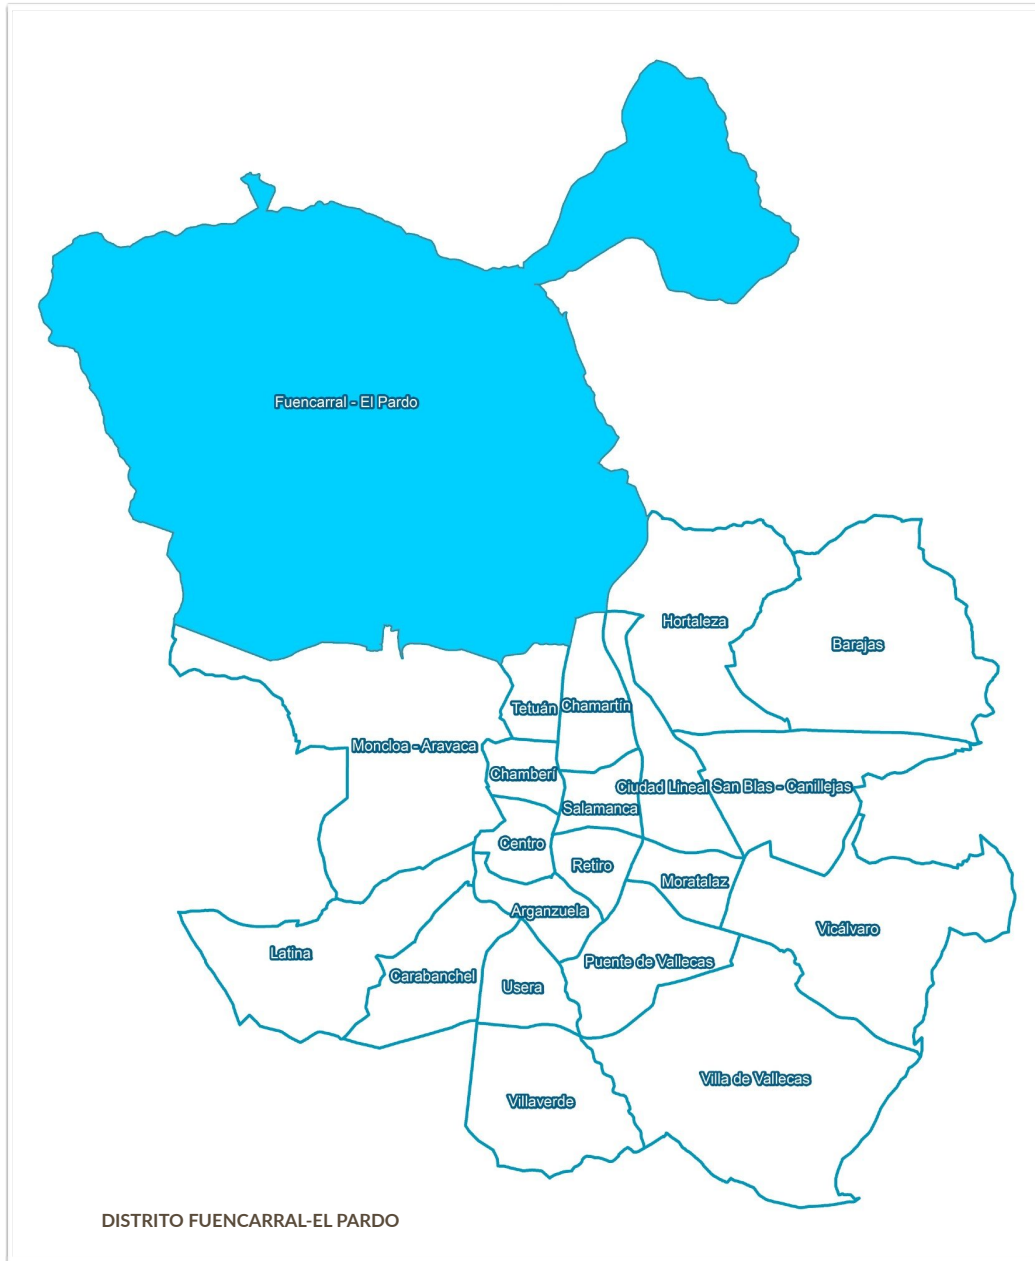 Fuencarral - El Pardo
Hortaleza
Barajas
Tetuán
Chamartín
Moncloa - Aravaca
Chamberí
Ciudad Lineal
San Blas - Canillejas
Salamanca
Centro
Retiro
Moratalaz
Arganzuela
Vicálvaro
Latina
Puente de Vallecas
Carabanchel
Usera
Villa de Vallecas
Villaverde
DISTRITO FUENCARRAL-EL PARDO